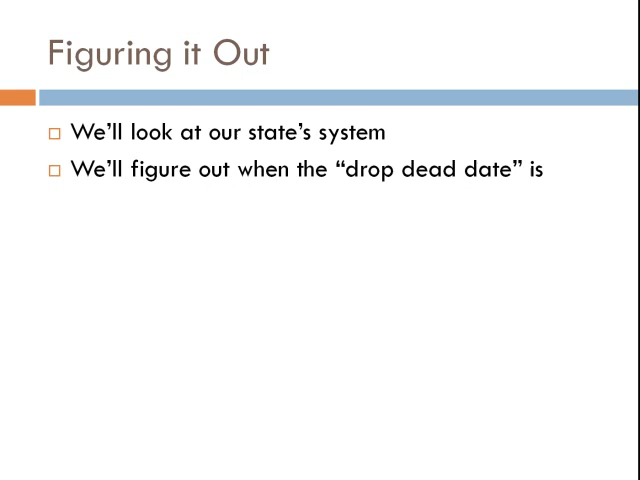 Figuring it Out
We’ll look at our state’s system
We’ll figure out when the “drop dead date” is